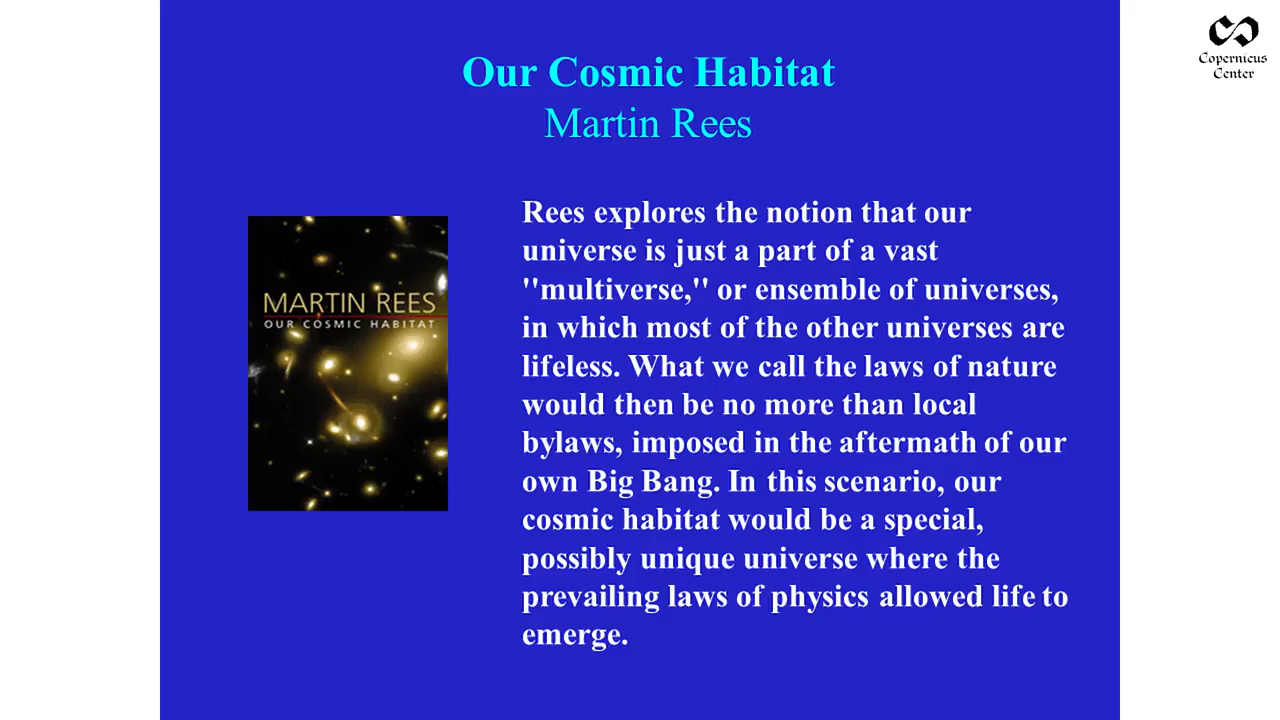 Our Cosmic Habitat
Martin Rees
Rees explores the notion that our
universe is just a part of a vast
"multiverse," or ensemble of universes,
in which most of the other universes are
lifeless. What we call the laws of nature
would then be no more than local
bylaws, imposed in the aftermath of our
own Big Bang. In this scenario, our
cosmic habitat would be a special,
possibly unique universe where the
prevailing laws of physics allowed life to
emerge.
MARTIN REES
OUR COSMIC HABITAT
Copernicus
Center